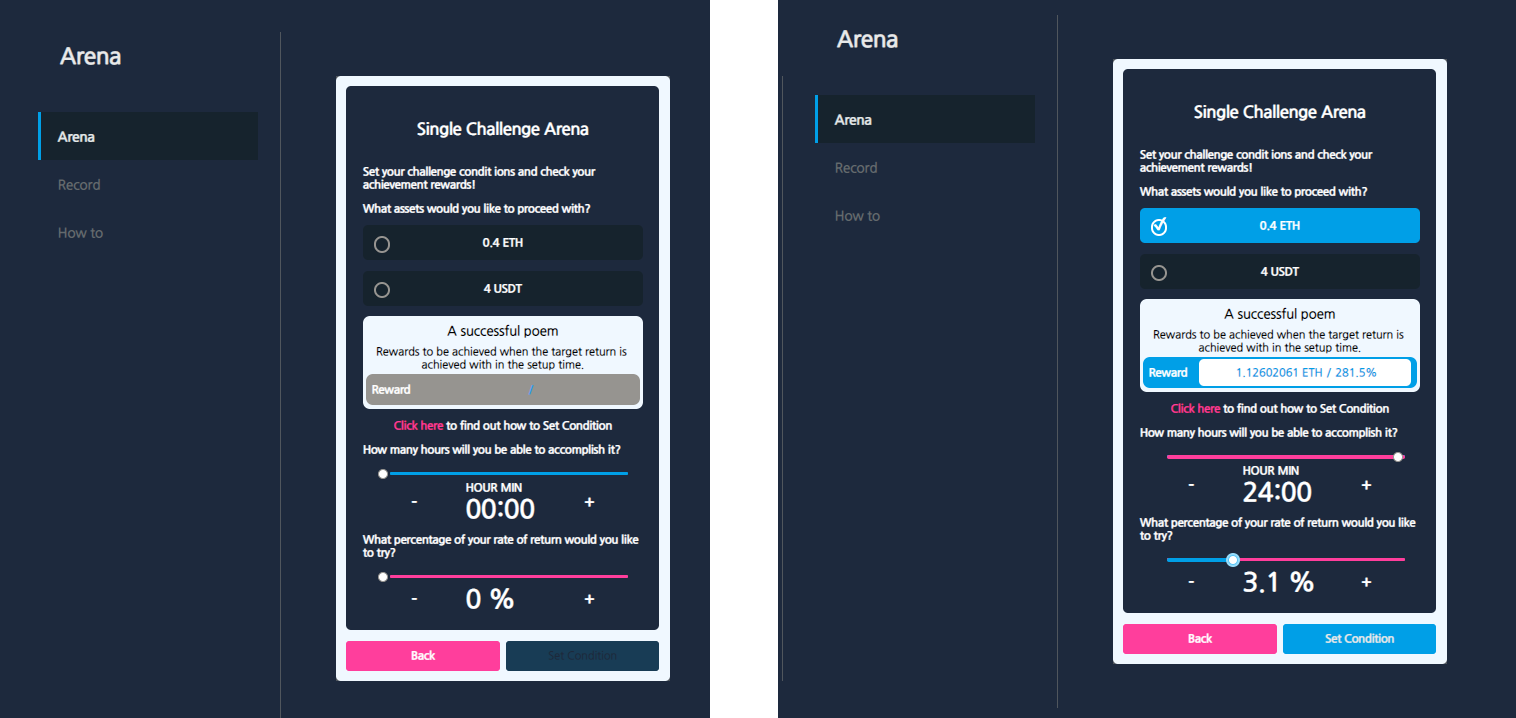 Arena
Arena
Record
How to
Single Challenge Arena
Set your challenge condit ions and check your
achievement rewards!
What assets would you like to proceed with?
0.4 ETH
4 USDT
A successful poem
Rewards to be achieved when the target return is
achieved with in the setup time.
Reward /
Click here to find out how to Set Condition
How many hours will you be able to accomplish it?
HOUR MIN
- 00:00 +
What percentage of your rate of return would you like
to try?
- 0 % +
Back Set Condition
Arena
Arena
Record
How to
Single Challenge Arena
Set your challenge condit ions and check your
achievement rewards!
What assets would you like to proceed with?
0.4 ETH
4 USDT
A successful poem
Rewards to be achieved when the target return is
achieved with in the setup time.
Reward 1.12602061 ETH / 281.5%
Click here to find out how to Set Condition
How many hours will you be able to accomplish it?
HOUR MIN
- 24:00 +
What percentage of your rate of return would you like
to try?
- 3.1 % +
Back Set Condition